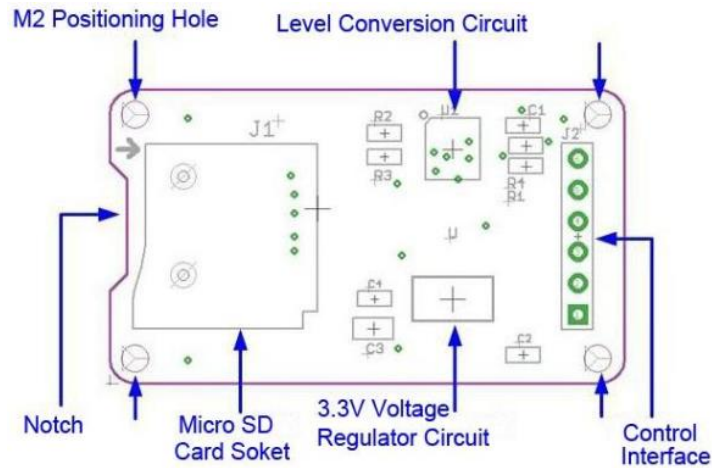 M2 Positioning Hole
Level Conversion Circuit
J1
R2
R3
U1
C1
R4
R1
J2
U
C4
C3
C2
Notch
Micro SD
Card Soket
3.3V Voltage
Regulator Circuit
Control
Interface